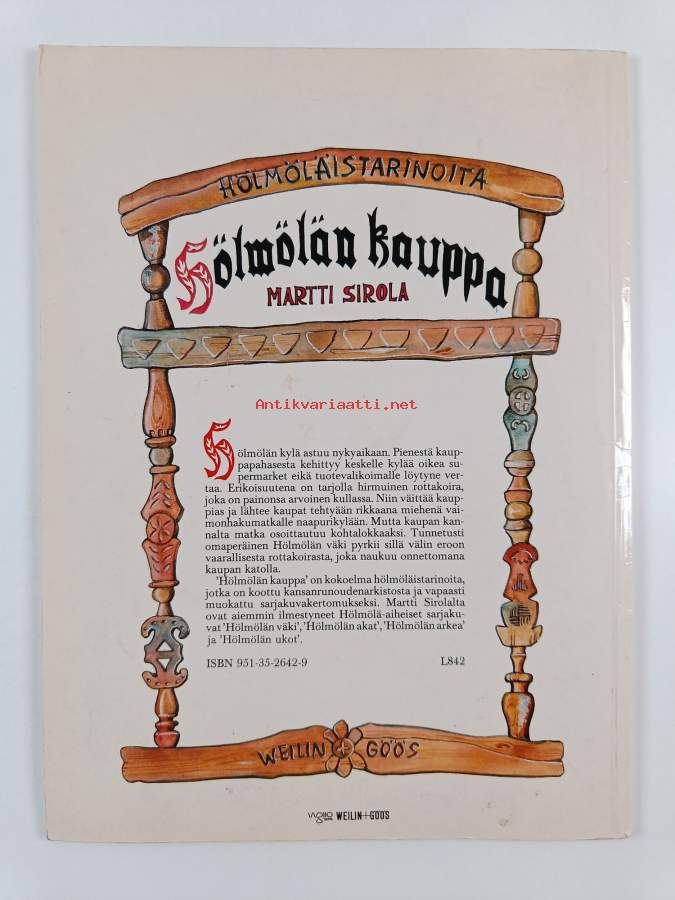 HÖLMÖLÄISTARINOITA
Hölmölän kauppa
MARTTI SIROLA
Antikvariaatti.net
Hölmölän kylä astuu nykyaikaan. Pienestä kaup-
papahasesta kehittyy keskelle kylää oikea su-
permarket eikä tuotevalikoimalle löytyne ver-
taa. Erikoisuutena on tarjolla hirmuinen rottakoira,
joka on painonsa arvoinen kullassa. Niin väittää kaup-
pias ja lähtee kaupat tehtyään rikkaana miehenä vai-
monhakumatkalle naapurikylään. Mutta kaupan kan-
nalta matka osoittautuu kohtalokkaaksi. Tunnetusti
omaperäinen Hölmölän väki pyrkii sillä välin eroon
vaarallisesta rottakoirasta, joka naukuu onnettomana
kaupan katolla.
'Hölmölän kauppa' on kokoelma hölmöläistarinoita,
jotka on koottu kansanrunoudenarkistosta ja vapaasti
muokattu sarjakuvakertomukseksi. Martti Sirolalta
ovat aiemmin ilmestyneet Hölmölä-aiheiset sarjaku-
vat 'Hölmölän väki', 'Hölmölän akat', 'Hölmölän arkea'
ja 'Hölmölän ukot'.
ISBN 951-35-2642-9 L842
WEILIN + GÖÖS
WEILIN+GÖÖS